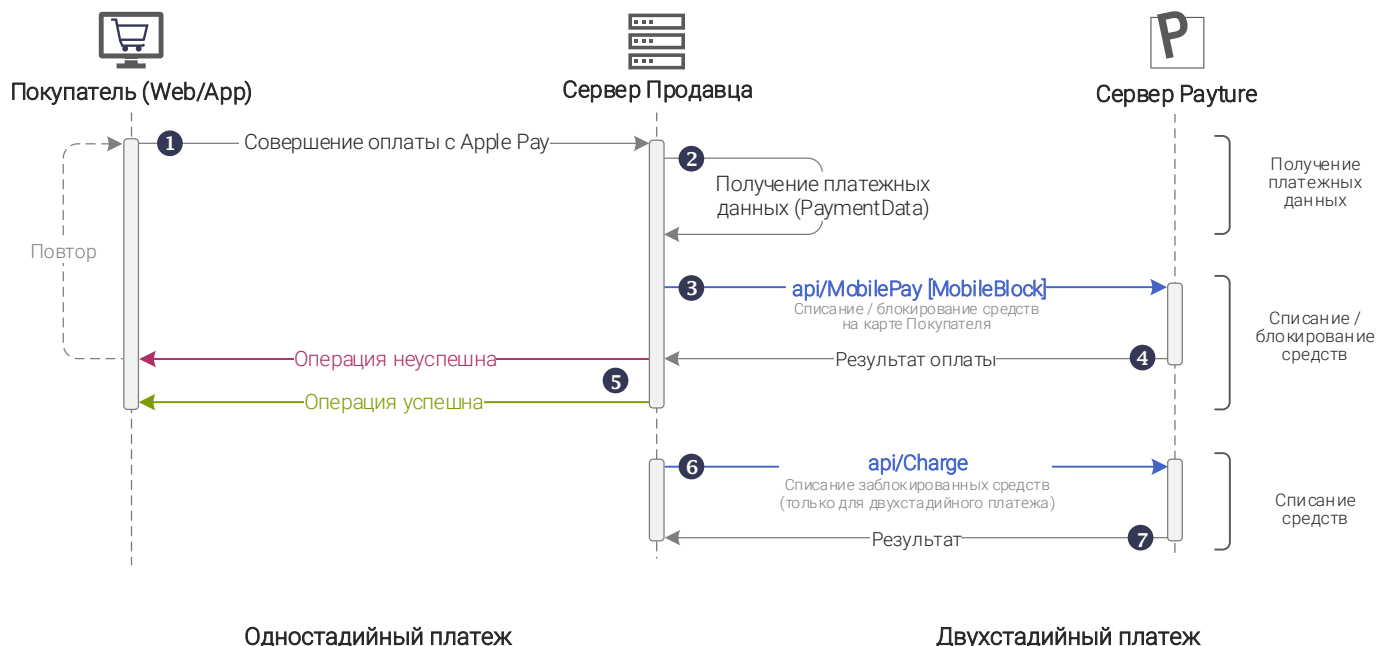 P
Покупатель (Web/App)
Сервер Продавца
Сервер Payture
1
Совершение оплаты с Apple Pay
2
Получение платежных
данных (PaymentData)
Получение
платежных
данных
Повтор
3
api/MobilePay [MobileBlock]
Списание / блокирование средств
на карте Покупателя
Списание /
блокирование
средств
Операция неуспешна
Результат оплаты
4
5
Операция успешна
6
api/Charge
Списание заблокированных средств
(только для двухстадийного платежа)
Списание
средств
Результат
7
Одностадийный платеж
Двухстадийный платеж